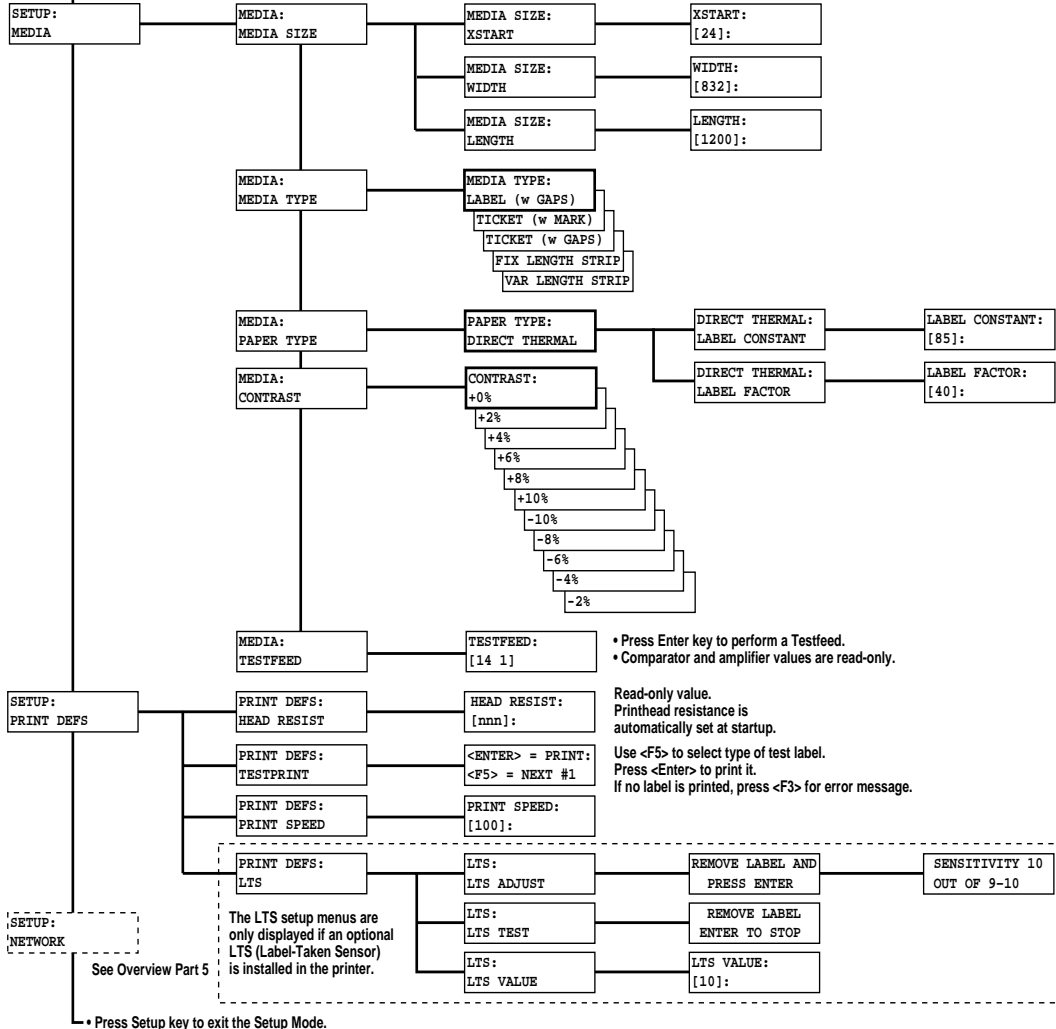 SETUP:
MEDIA
MEDIA:
MEDIA SIZE
MEDIA SIZE:
XSTART
XSTART:
[24]:
MEDIA SIZE:
WIDTH
WIDTH:
[832]:
MEDIA SIZE:
LENGTH
LENGTH:
[1200]:
MEDIA:
MEDIA TYPE
MEDIA TYPE:
LABEL (w GAPS)
TICKET (w MARK)
TICKET (w GAPS)
FIX LENGTH STRIP
VAR LENGTH STRIP
MEDIA:
PAPER TYPE
PAPER TYPE:
DIRECT THERMAL
DIRECT THERMAL:
LABEL CONSTANT
LABEL CONSTANT:
[85]:
DIRECT THERMAL:
LABEL FACTOR
LABEL FACTOR:
[40]:
MEDIA:
CONTRAST
CONTRAST:
+0%
+2%
+4%
+6%
+8%
+10%
-10%
-8%
-6%
-4%
-2%
MEDIA:
TESTFEED
TESTFEED:
[14 1]
• Press Enter key to perform a Testfeed.
• Comparator and amplifier values are read-only.
SETUP:
PRINT DEFS
PRINT DEFS:
HEAD RESIST
HEAD RESIST:
[nnn]:
Read-only value.
Printhead resistance is
automatically set at startup.
PRINT DEFS:
TESTPRINT
<ENTER> = PRINT:
<F5> = NEXT #1
Use <F5> to select type of test label.
Press <Enter> to print it.
If no label is printed, press <F3> for error message.
PRINT DEFS:
PRINT SPEED
PRINT SPEED:
[100]:
PRINT DEFS:
LTS
LTS:
LTS ADJUST
REMOVE LABEL AND
PRESS ENTER
SENSITIVITY 10
OUT OF 9-10
LTS:
LTS TEST
REMOVE LABEL
ENTER TO STOP
LTS:
LTS VALUE
LTS VALUE:
[10]:
The LTS setup menus are
only displayed if an optional
LTS (Label-Taken Sensor)
is installed in the printer.
SETUP:
NETWORK
See Overview Part 5
• Press Setup key to exit the Setup Mode.